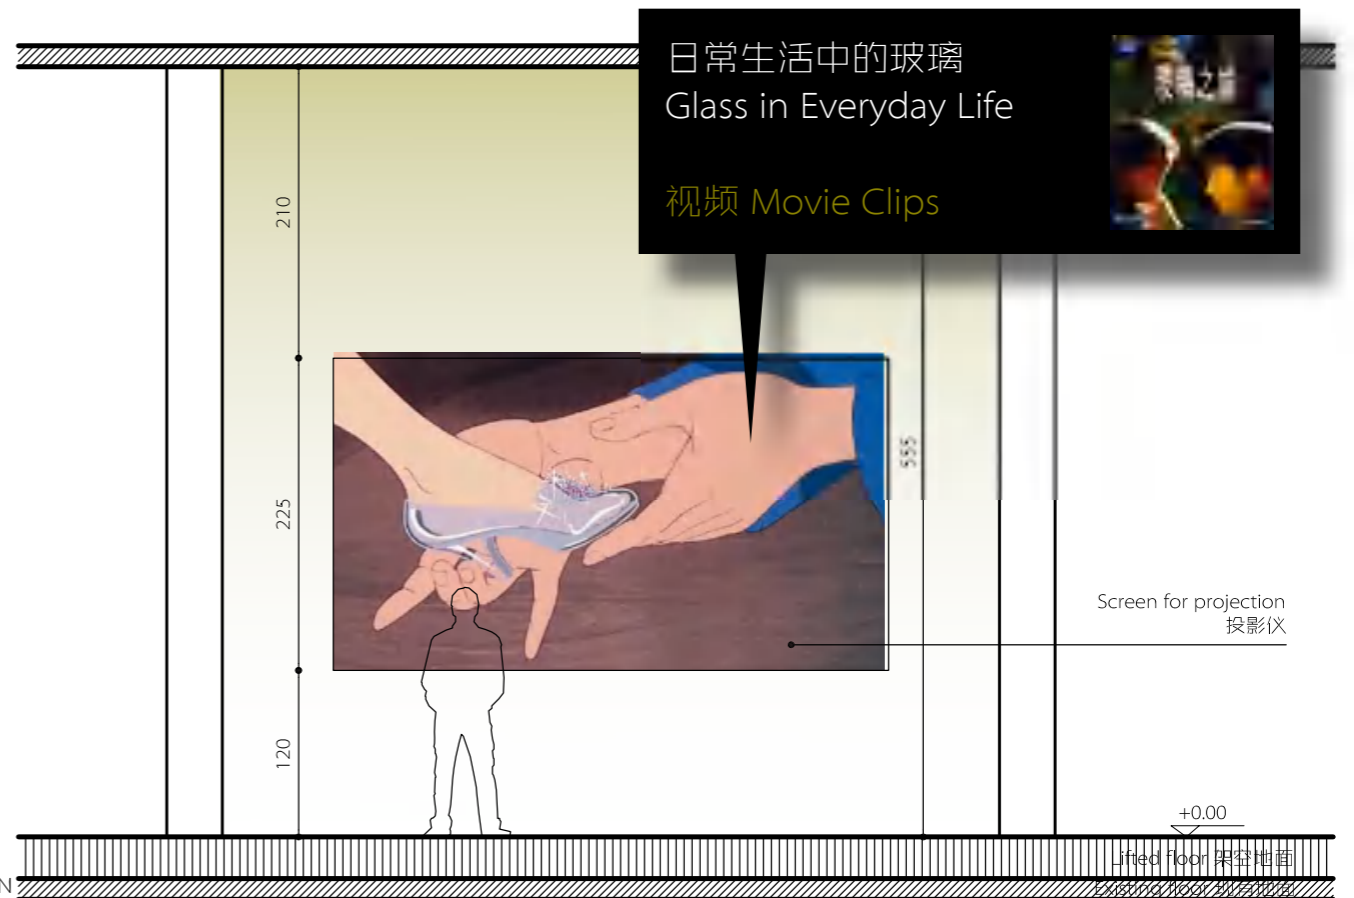 日常生活中的玻璃
Glass in Everyday Life
视频 Movie Clips
210
225
555
Screen for projection
投影仪
120
+0.00
Lifted floor 架空地面
Existing floor 现有地面
N